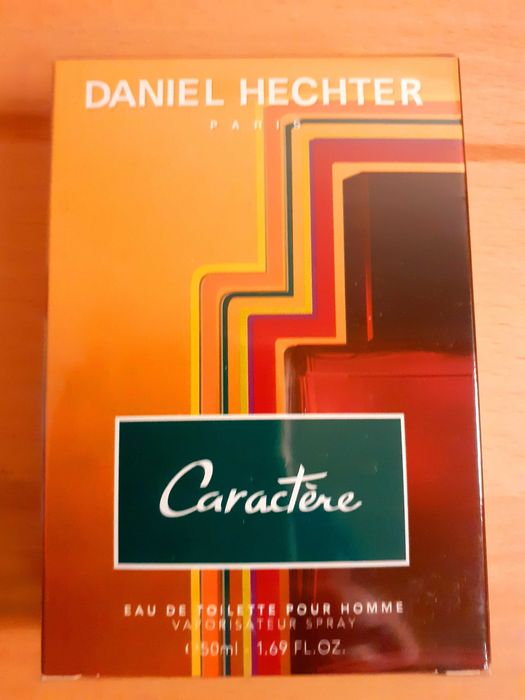 DANIEL HECHTER
PARIS
Caractère
EAU DE TOILETTE POUR HOMME
VAPORISATEUR SPRAY
50ml - 1.69 FL.OZ.